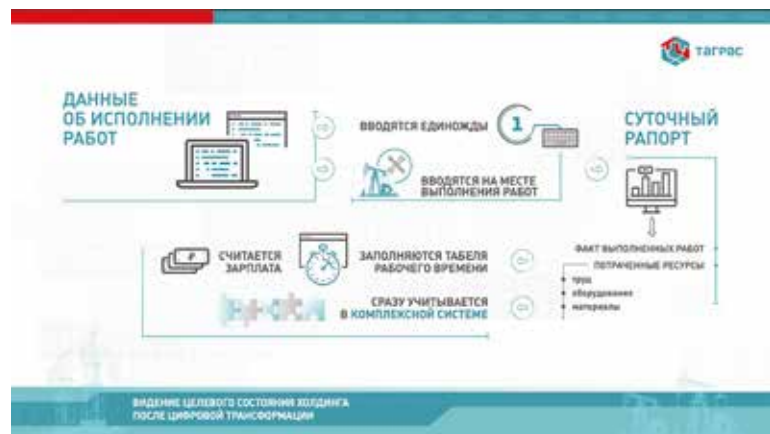 ТАГРАС
ДАННЫЕ
ОБ ИСПОЛНЕНИИ
РАБОТ
ВВОДЯТСЯ ЕДИНОЖДЫ
1
ВВОДЯТСЯ НА МЕСТЕ
ВЫПОЛНЕНИЯ РАБОТ
СУТОЧНЫЙ
РАПОРТ
ФАКТ ВЫПОЛНЕННЫХ РАБОТ
ПОТРАЧЕННЫЕ РЕСУРСЫ
труд
оборудование
материалы
ЗАПОЛНЯЮТСЯ ТАБЕЛЯ
РАБОЧЕГО ВРЕМЕНИ
СЧИТАЕТСЯ
ЗАРПЛАТА
₽
СРАЗУ УЧИТЫВАЕТСЯ
В КОМПЛЕКСНОЙ СИСТЕМЕ
ВИДЕНИЕ ЦЕЛЕВОГО СОСТОЯНИЯ ХОЛДИНГА
ПОСЛЕ ЦИФРОВОЙ ТРАНСФОРМАЦИИ